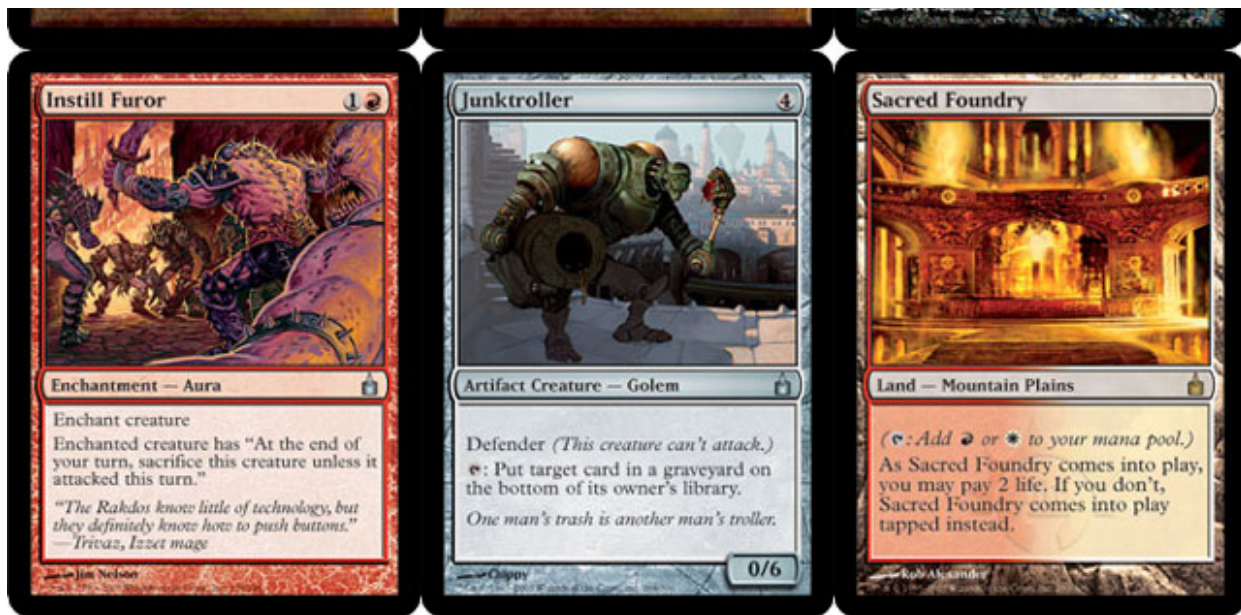 Instill Furor 1
Enchantment — Aura
Enchant creature
Enchanted creature has “At the end of
your turn, sacrifice this creature unless it
attacked this turn.”
“The Rakdos know little of technology, but
they definitely know how to push buttons.”
—Trivaz, Izzet mage
Jim Nelson
Junktroller 4
Artifact Creature — Golem
Defender (This creature can't attack.)
: Put target card in a graveyard on
the bottom of its owner's library.
One man's trash is another man's troller.
Chippy
0/6
Sacred Foundry
Land — Mountain Plains
(: Add or to your mana pool.)
As Sacred Foundry comes into play,
you may pay 2 life. If you don't,
Sacred Foundry comes into play
tapped instead.
Rob Alexander